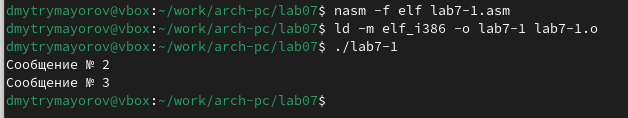 dmytrymayorov@vbox:~/work/arch-pc/lab07$ nasm -f elf lab7-1.asm
dmytrymayorov@vbox:~/work/arch-pc/lab07$ ld -m elf_i386 -o lab7-1 lab7-1.o
dmytrymayorov@vbox:~/work/arch-pc/lab07$ ./lab7-1
Сообщение № 2
Сообщение № 3
dmytrymayorov@vbox:~/work/arch-pc/lab07$